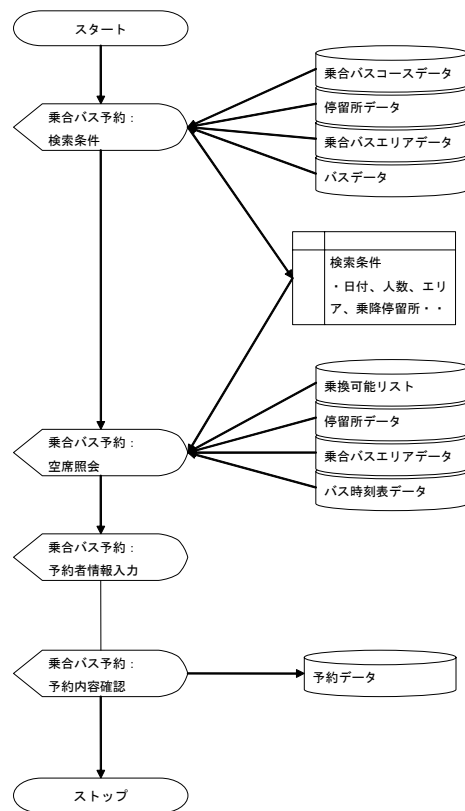 スタート
乗合バス予約：
検索条件
乗合バスコースデータ
停留所データ
乗合バスエリアデータ
バスデータ
検索条件
・日付、人数、エリ
ア、乗降停留所・・
乗換可能リスト
停留所データ
乗合バスエリアデータ
バス時刻表データ
乗合バス予約：
空席照会
乗合バス予約：
予約者情報入力
乗合バス予約：
予約内容確認
予約データ
ストップ